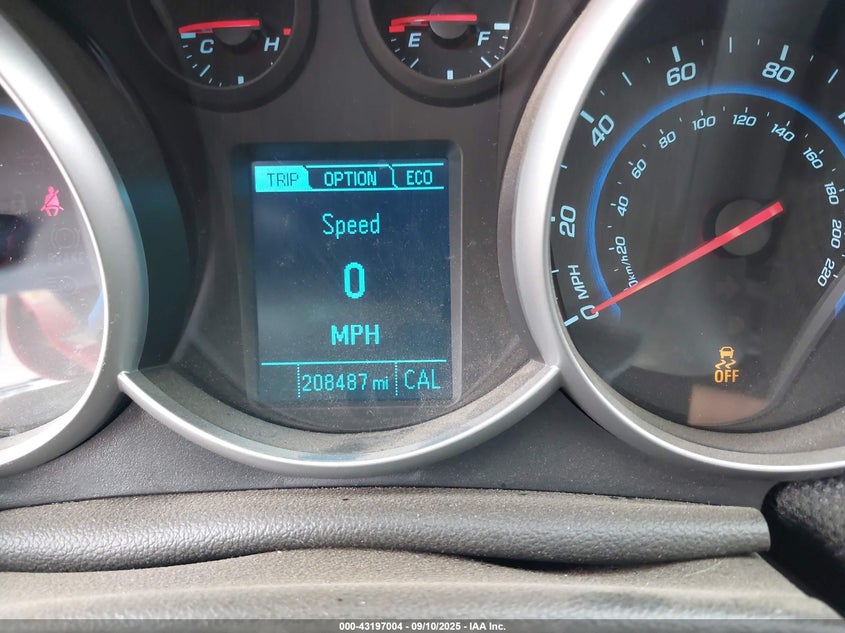 C H
E F
TRIP OPTION ECO
Speed
0
MPH
208487 mi CAL
0 20 40 60 80
MPH
20 40 60 80 100 120 140 160 180 200 220
km/h
OFF
000-43197004 - 09/10/2025 - IAA Inc.